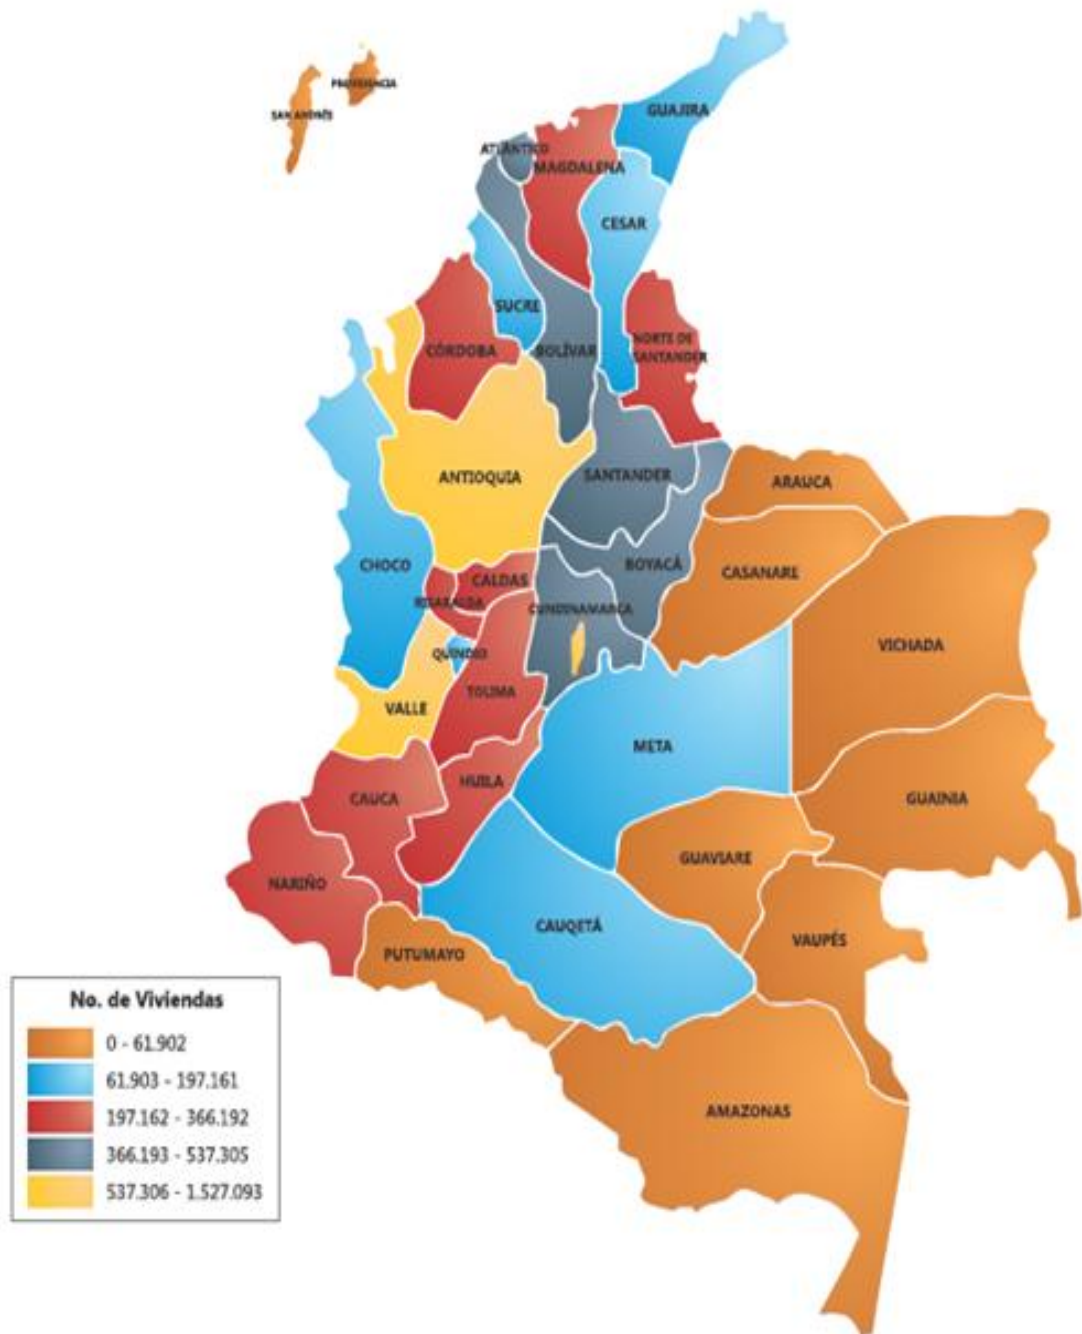 PROVIDENCIA
SAN ANDRÉS
GUAJIRA
ATLÁNTICO
MAGDALENA
CESAR
SUCRE
CÓRDOBA
BOLÍVAR
NORTE DE
SANTANDER
ANTIOQUIA
SANTANDER
ARAUCA
CHOCO
CALDAS
BOYACÁ
CASANARE
RISARALDA
CUNDINAMARCA
QUINDIO
VICHADA
VALLE
TOLIMA
META
CAUCA
HUILA
GUAINIA
NARIÑO
GUAVIARE
CAUQETÁ
VAUPÉS
PUTUMAYO
AMAZONAS
No. de Viviendas
0 - 61.902
61.903 - 197.161
197.162 - 366.192
366.193 - 537.305
537.306 - 1.527.093